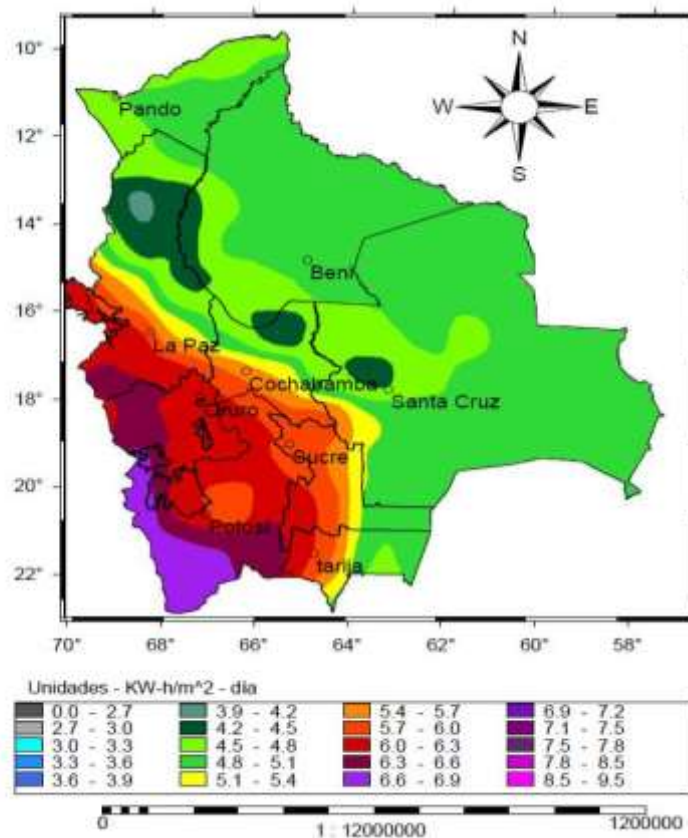 N
W E
S
10°
12°
14°
16°
18°
20°
22°
Pando
Beni
La Paz
Cochabamba
Santa Cruz
Oruro
Sucre
Potosi
tarija
70° 68° 66° 64° 62° 60° 58°
Unidades - KW-h/m^2 - día
0.0 - 2.7 3.9 - 4.2 5.4 - 5.7 6.9 - 7.2
2.7 - 3.0 4.2 - 4.5 5.7 - 6.0 7.1 - 7.5
3.0 - 3.3 4.5 - 4.8 6.0 - 6.3 7.5 - 7.8
3.3 - 3.6 4.8 - 5.1 6.3 - 6.6 7.8 - 8.5
3.6 - 3.9 5.1 - 5.4 6.6 - 6.9 8.5 - 9.5
0 1200000
1 : 12000000